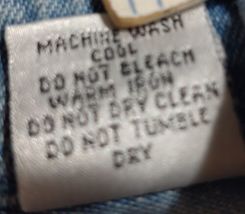 MACHINE WASH
COOL
DO NOT BLEACH
WARM IRON
DO NOT DRY CLEAN
DO NOT TUMBLE
DRY